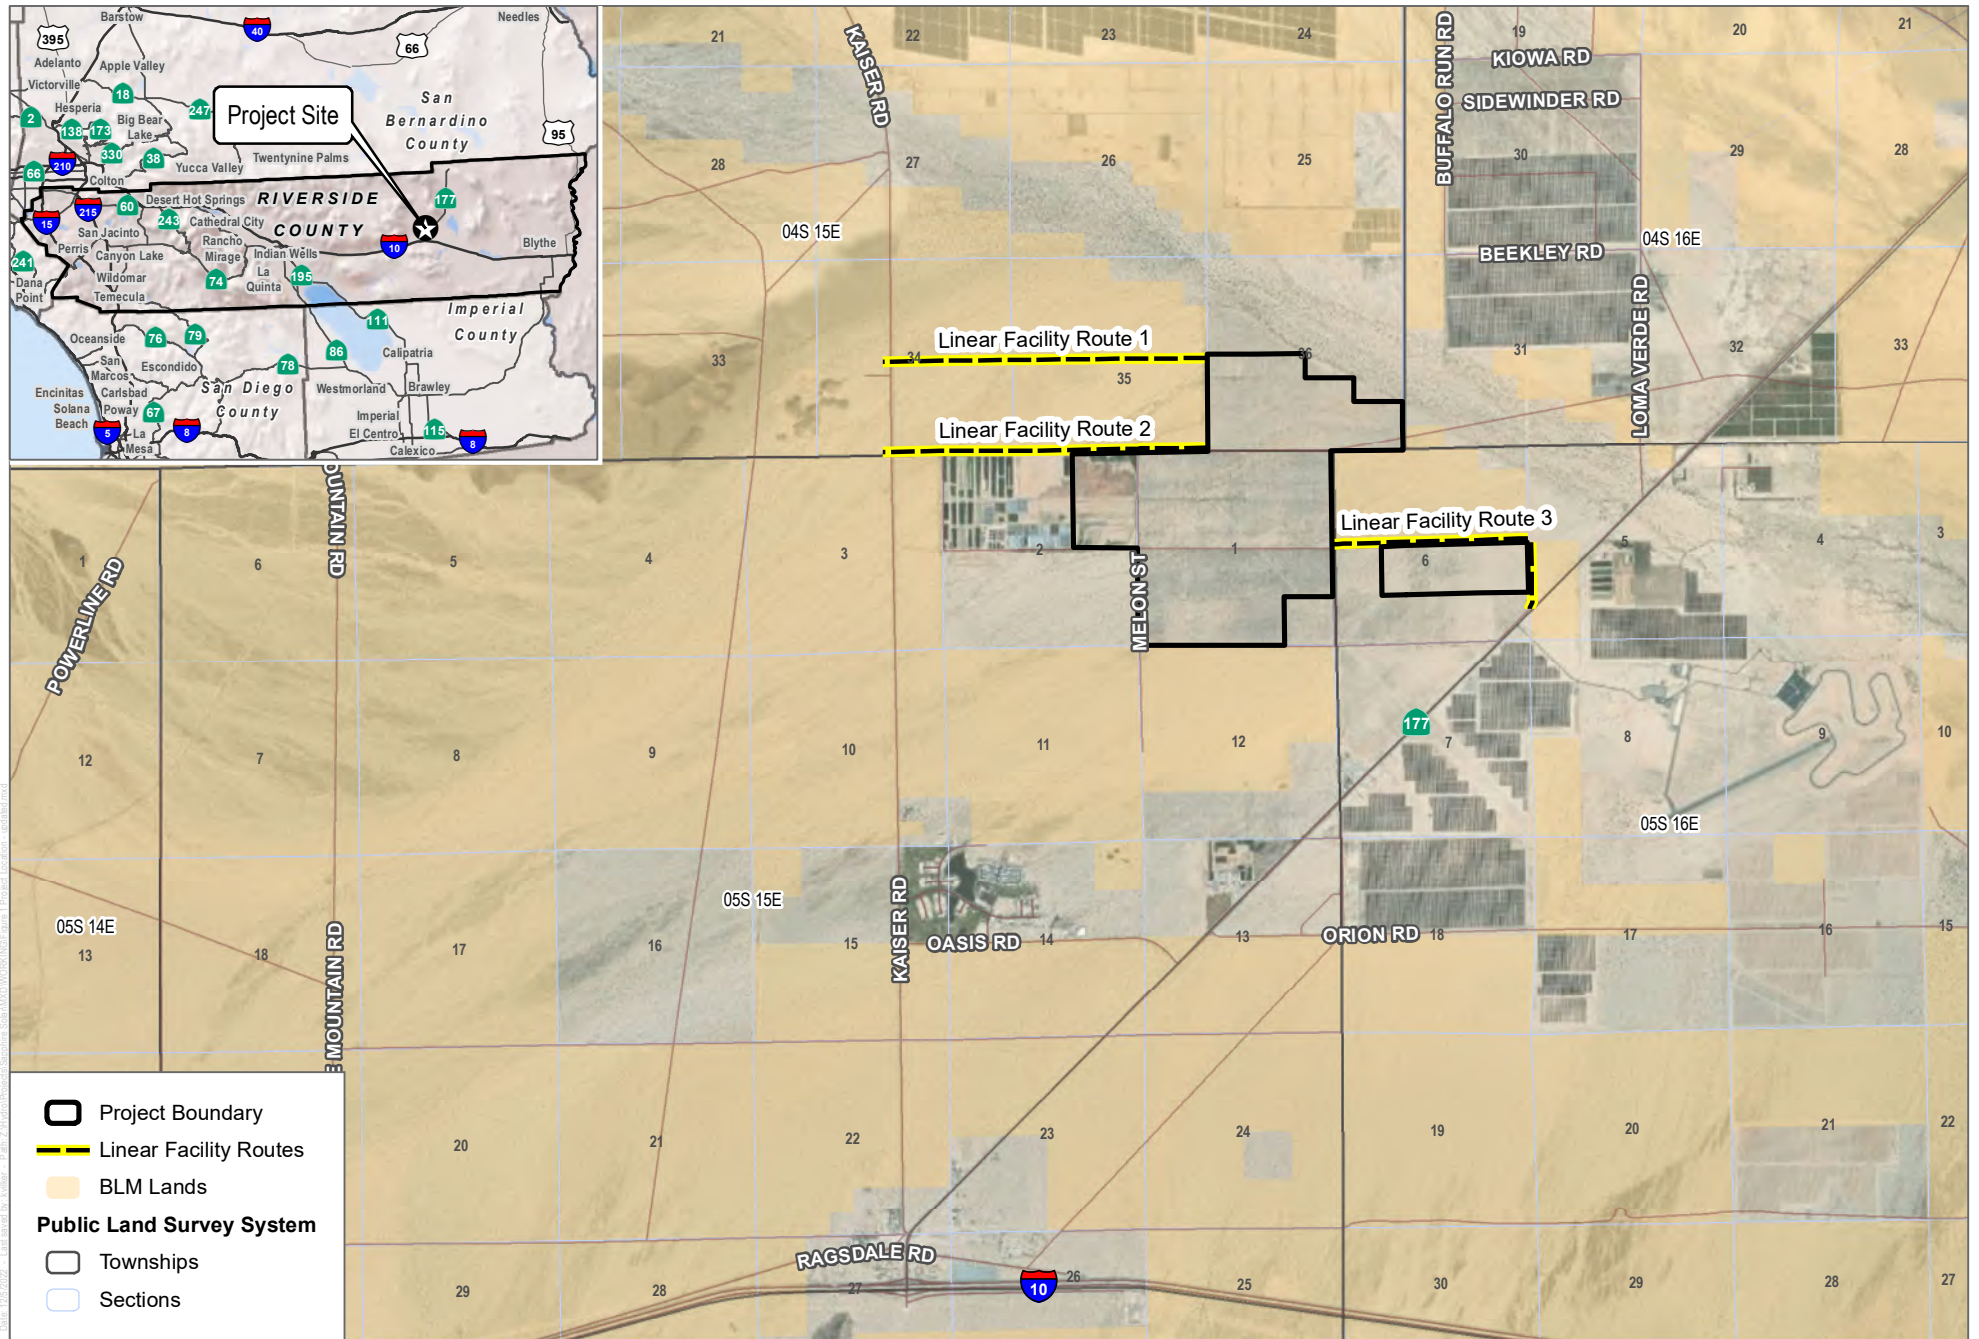 Barstow
Needles
40
395
66
Adelanto
Apple Valley
Victorville
18
San
Bernardino
County
247
Hesperia
2
138
173
Big Bear
Lake
95
Project Site
330
38
210
Twentynine Palms
Yucca Valley
66
Colton
RIVERSIDE
COUNTY
177
Desert Hot Springs
60
215
15
243
Cathedral City
San Jacinto
Perris
Canyon Lake
Rancho
Mirage
Indian Wells
10
Blythe
241
Wildomar
74
La
Quinta
195
Dana
Point
Temecula
Imperial
County
111
Oceanside
76
79
86
Calipatria
San
Marcos
Escondido
78
Encinitas
Carlsbad
San Diego
County
Westmorland
Brawley
Solana
Beach
Poway
67
Imperial
El Centro
115
5
La
Mesa
8
8
Calexico
21
22
23
24
19
20
21
KAISER RD
BUFFALO RUN RD
KIOWA RD
SIDEWINDER RD
28
27
26
25
30
29
28
04S 15E
04S 16E
BEEKLEY RD
LOMA VERDE RD
33
34
35
36
31
32
33
Linear Facility Route 1
Linear Facility Route 2
Linear Facility Route 3
OUNTAIN RD
POWERLINE RD
MELON ST
1
6
5
4
3
2
1
6
5
4
3
177
12
7
8
9
10
11
12
7
8
9
10
05S 16E
05S 15E
05S 14E
KAISER RD
OASIS RD
ORION RD
13
18
17
16
15
14
13
18
17
16
15
E MOUNTAIN RD
20
21
22
23
24
19
20
21
22
RAGSDALE RD
10
29
28
27
26
25
30
29
28
27
Project Boundary
Linear Facility Routes
BLM Lands
Public Land Survey System
Townships
Sections